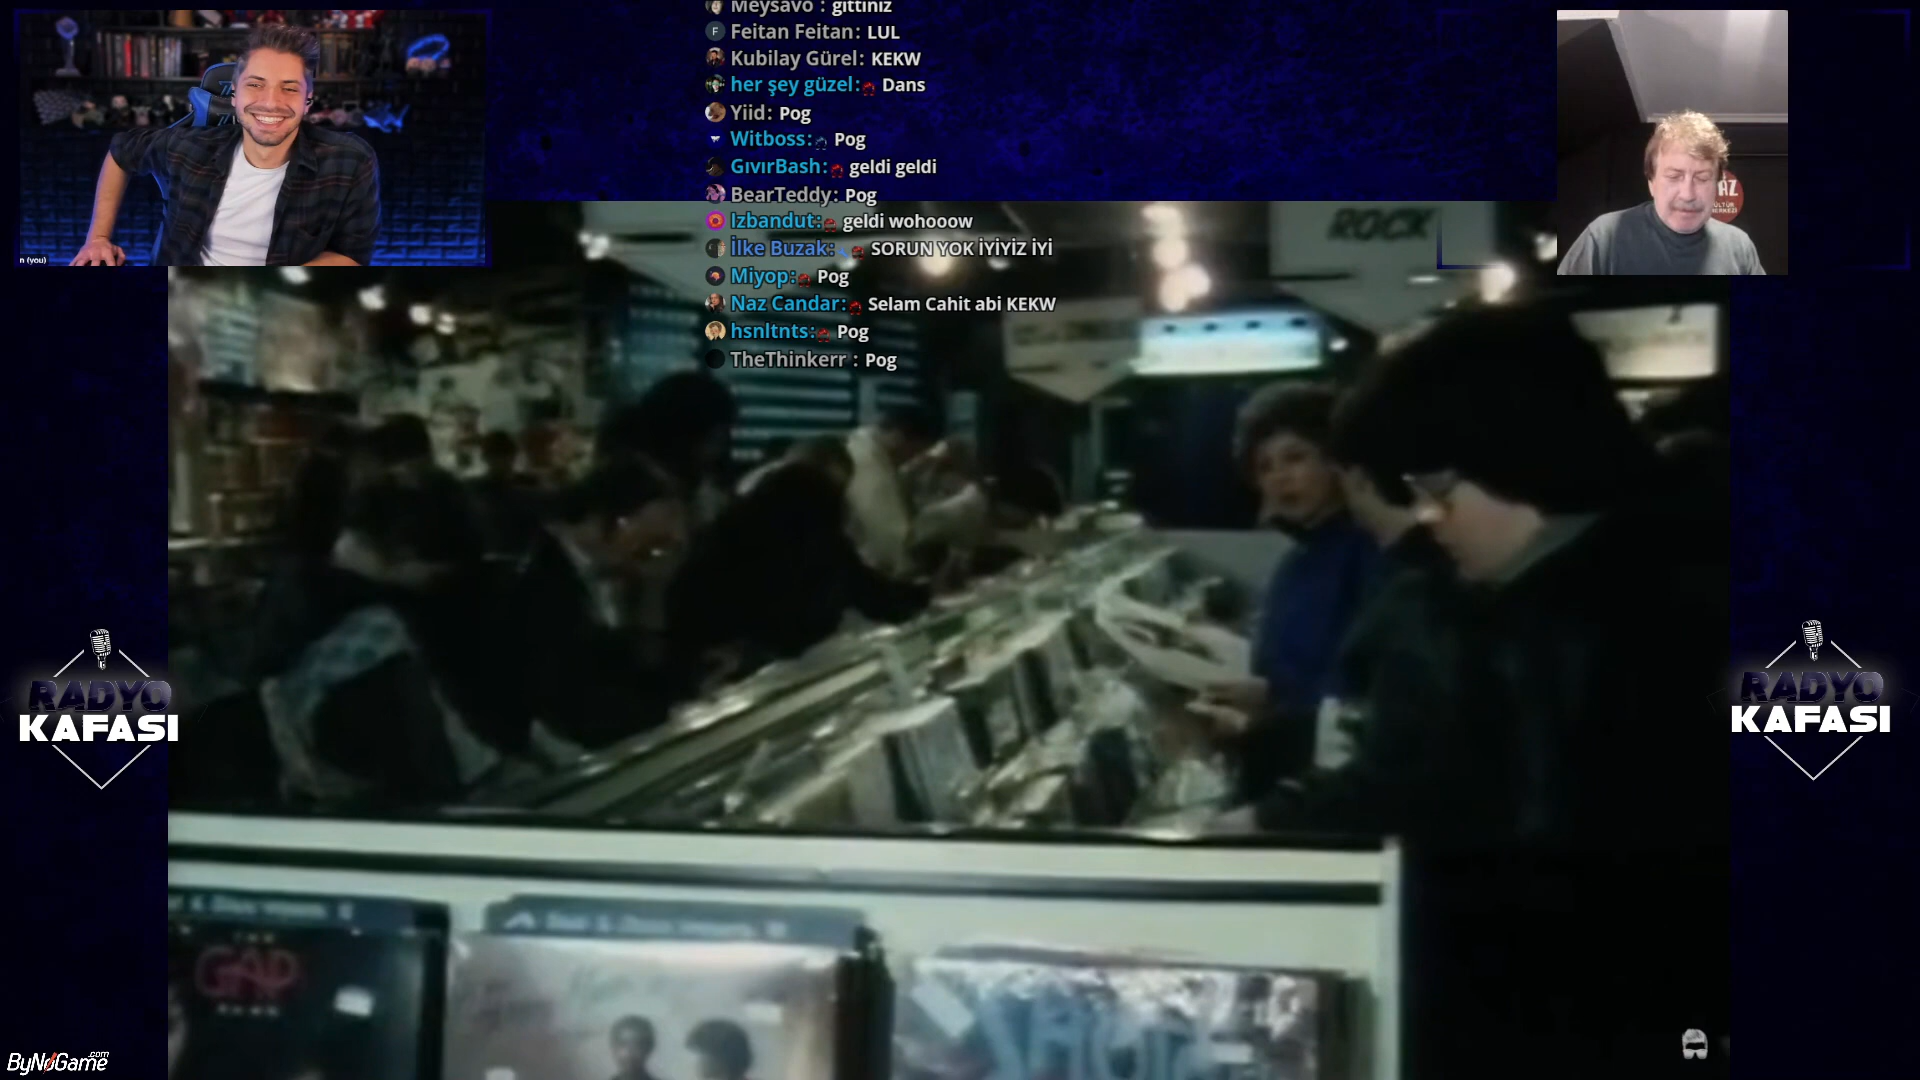 Meysavo : gittiniz
Feitan Feitan: LUL
Kubilay Gürel: KEKW
her şey güzel: Dans
Yiid: Pog
Witboss: Pog
GıvırBash: geldi geldi
BearTeddy: Pog
Izbandut: geldi wohooow
İlke Buzak: SORUN YOK İYİYİZ İYİ
Miyop: Pog
Naz Candar: Selam Cahit abi KEKW
hsnltnts: Pog
TheThinkerr : Pog
n (you)
AZ
ROCK
RADYO
KAFASI
RADYO
KAFASI
GAP
ByNoGame.com